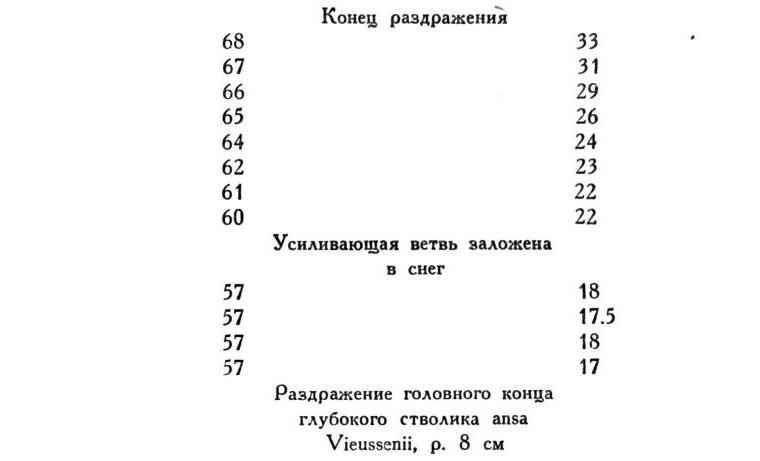 Конец раздражения
68 33
67 31
66 29
65 26
64 24
62 23
61 22
60 22
Усиливающая ветвь заложена
в снег
57 18
57 17.5
57 18
57 17
Раздражение головного конца
глубокого стволика ansa
Vieussenii, р. 8 см